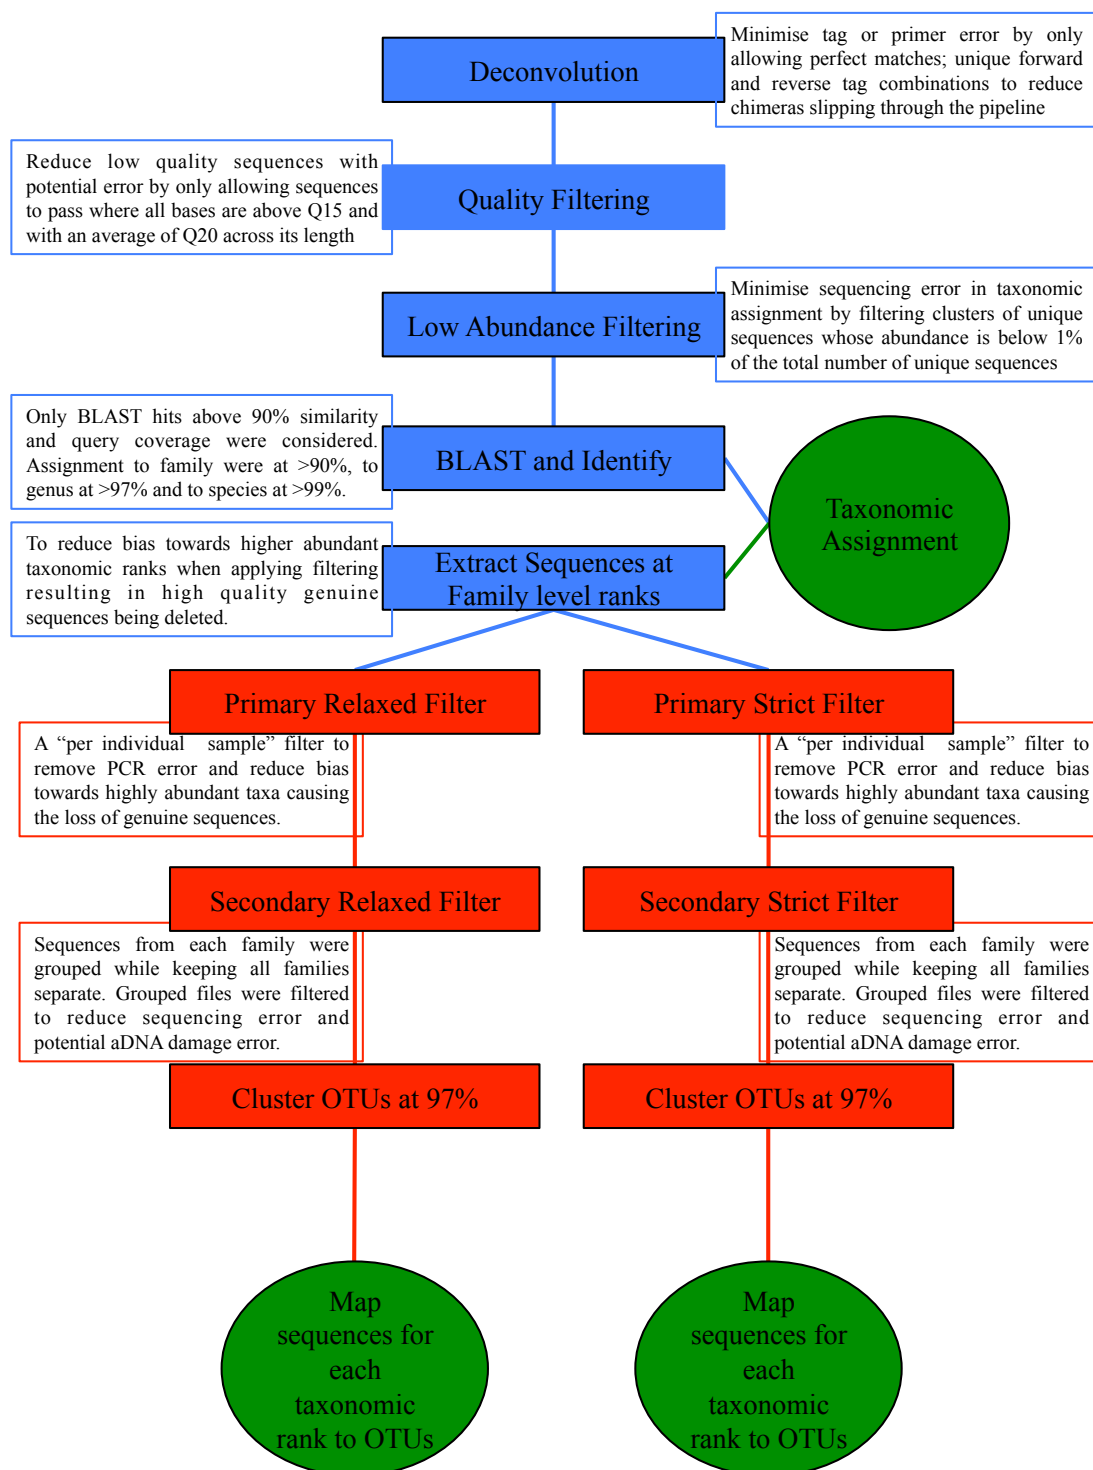 Deconvolution
Minimise tag or primer error by only
allowing perfect matches; unique forward
and reverse tag combinations to reduce
chimeras slipping through the pipeline
Reduce low quality sequences with
potential error by only allowing sequences
to pass where all bases are above Q15 and
with an average of Q20 across its length
Quality Filtering
Low Abundance Filtering
Minimise sequencing error in taxonomic
assignment by filtering clusters of unique
sequences whose abundance is below 1%
of the total number of unique sequences
Only BLAST hits above 90% similarity
and query coverage were considered.
Assignment to family were at >90%, to
genus at >97% and to species at >99%.
BLAST and Identify
Taxonomic
Assignment
To reduce bias towards higher abundant
taxonomic ranks when applying filtering
resulting in high quality genuine
sequences being deleted.
Extract Sequences at
Family level ranks
Primary Relaxed Filter
Primary Strict Filter
A “per individual sample” filter to
remove PCR error and reduce bias
towards highly abundant taxa causing
the loss of genuine sequences.
A “per individual sample” filter to
remove PCR error and reduce bias
towards highly abundant taxa causing
the loss of genuine sequences.
Secondary Relaxed Filter
Secondary Strict Filter
Sequences from each family were
grouped while keeping all families
separate. Grouped files were filtered
to reduce sequencing error and
potential aDNA damage error.
Sequences from each family were
grouped while keeping all families
separate. Grouped files were filtered
to reduce sequencing error and
potential aDNA damage error.
Cluster OTUs at 97%
Cluster OTUs at 97%
Map
sequences for
each
taxonomic
rank to OTUs
Map
sequences for
each
taxonomic
rank to OTUs